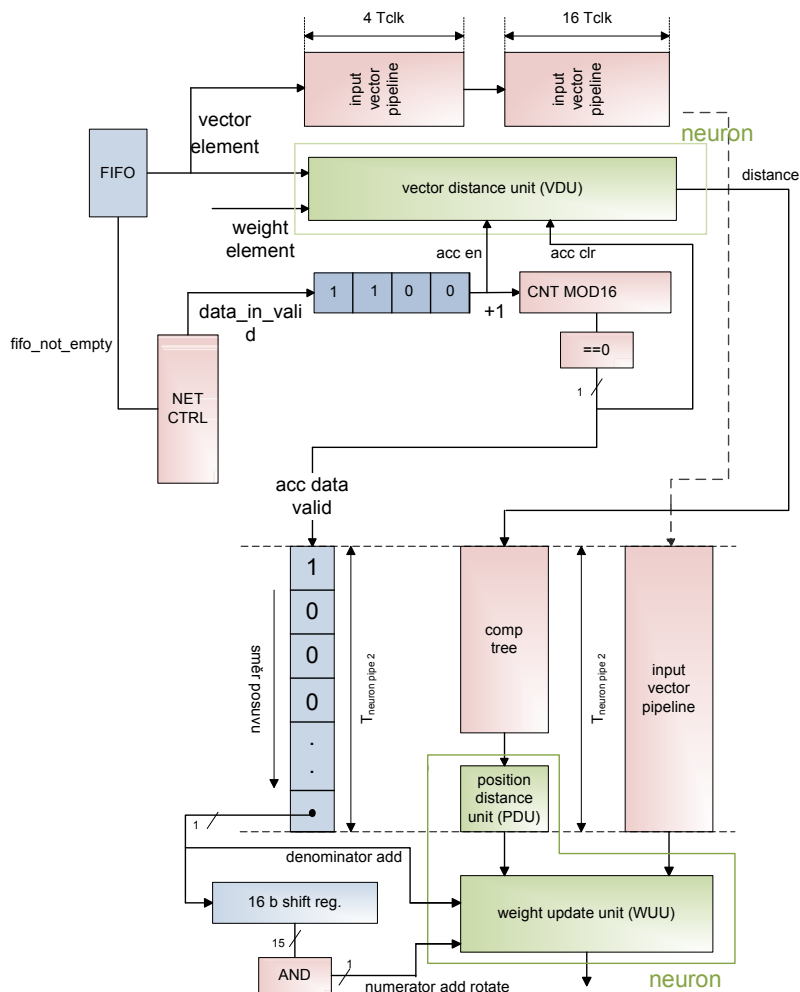 4 Tclk
16 Tclk
input
vector
pipeline
input
vector
pipeline
neuron
vector
element
FIFO
distance
vector distance unit (VDU)
weight
element
acc en
acc clr
1 1 0 0
+1
CNT MOD16
data_in_vali
d
fifo_not_empty
==0
1
NET
CTRL
acc data
valid
1
0
0
0
.
.
směr posuvu
T neuron pipe 2
comp
tree
T neuron pipe 2
input
vector
pipeline
position
distance
unit (PDU)
1
denominator add
16 b shift reg.
weight update unit (WUU)
15
AND
1
numerator add rotate
neuron